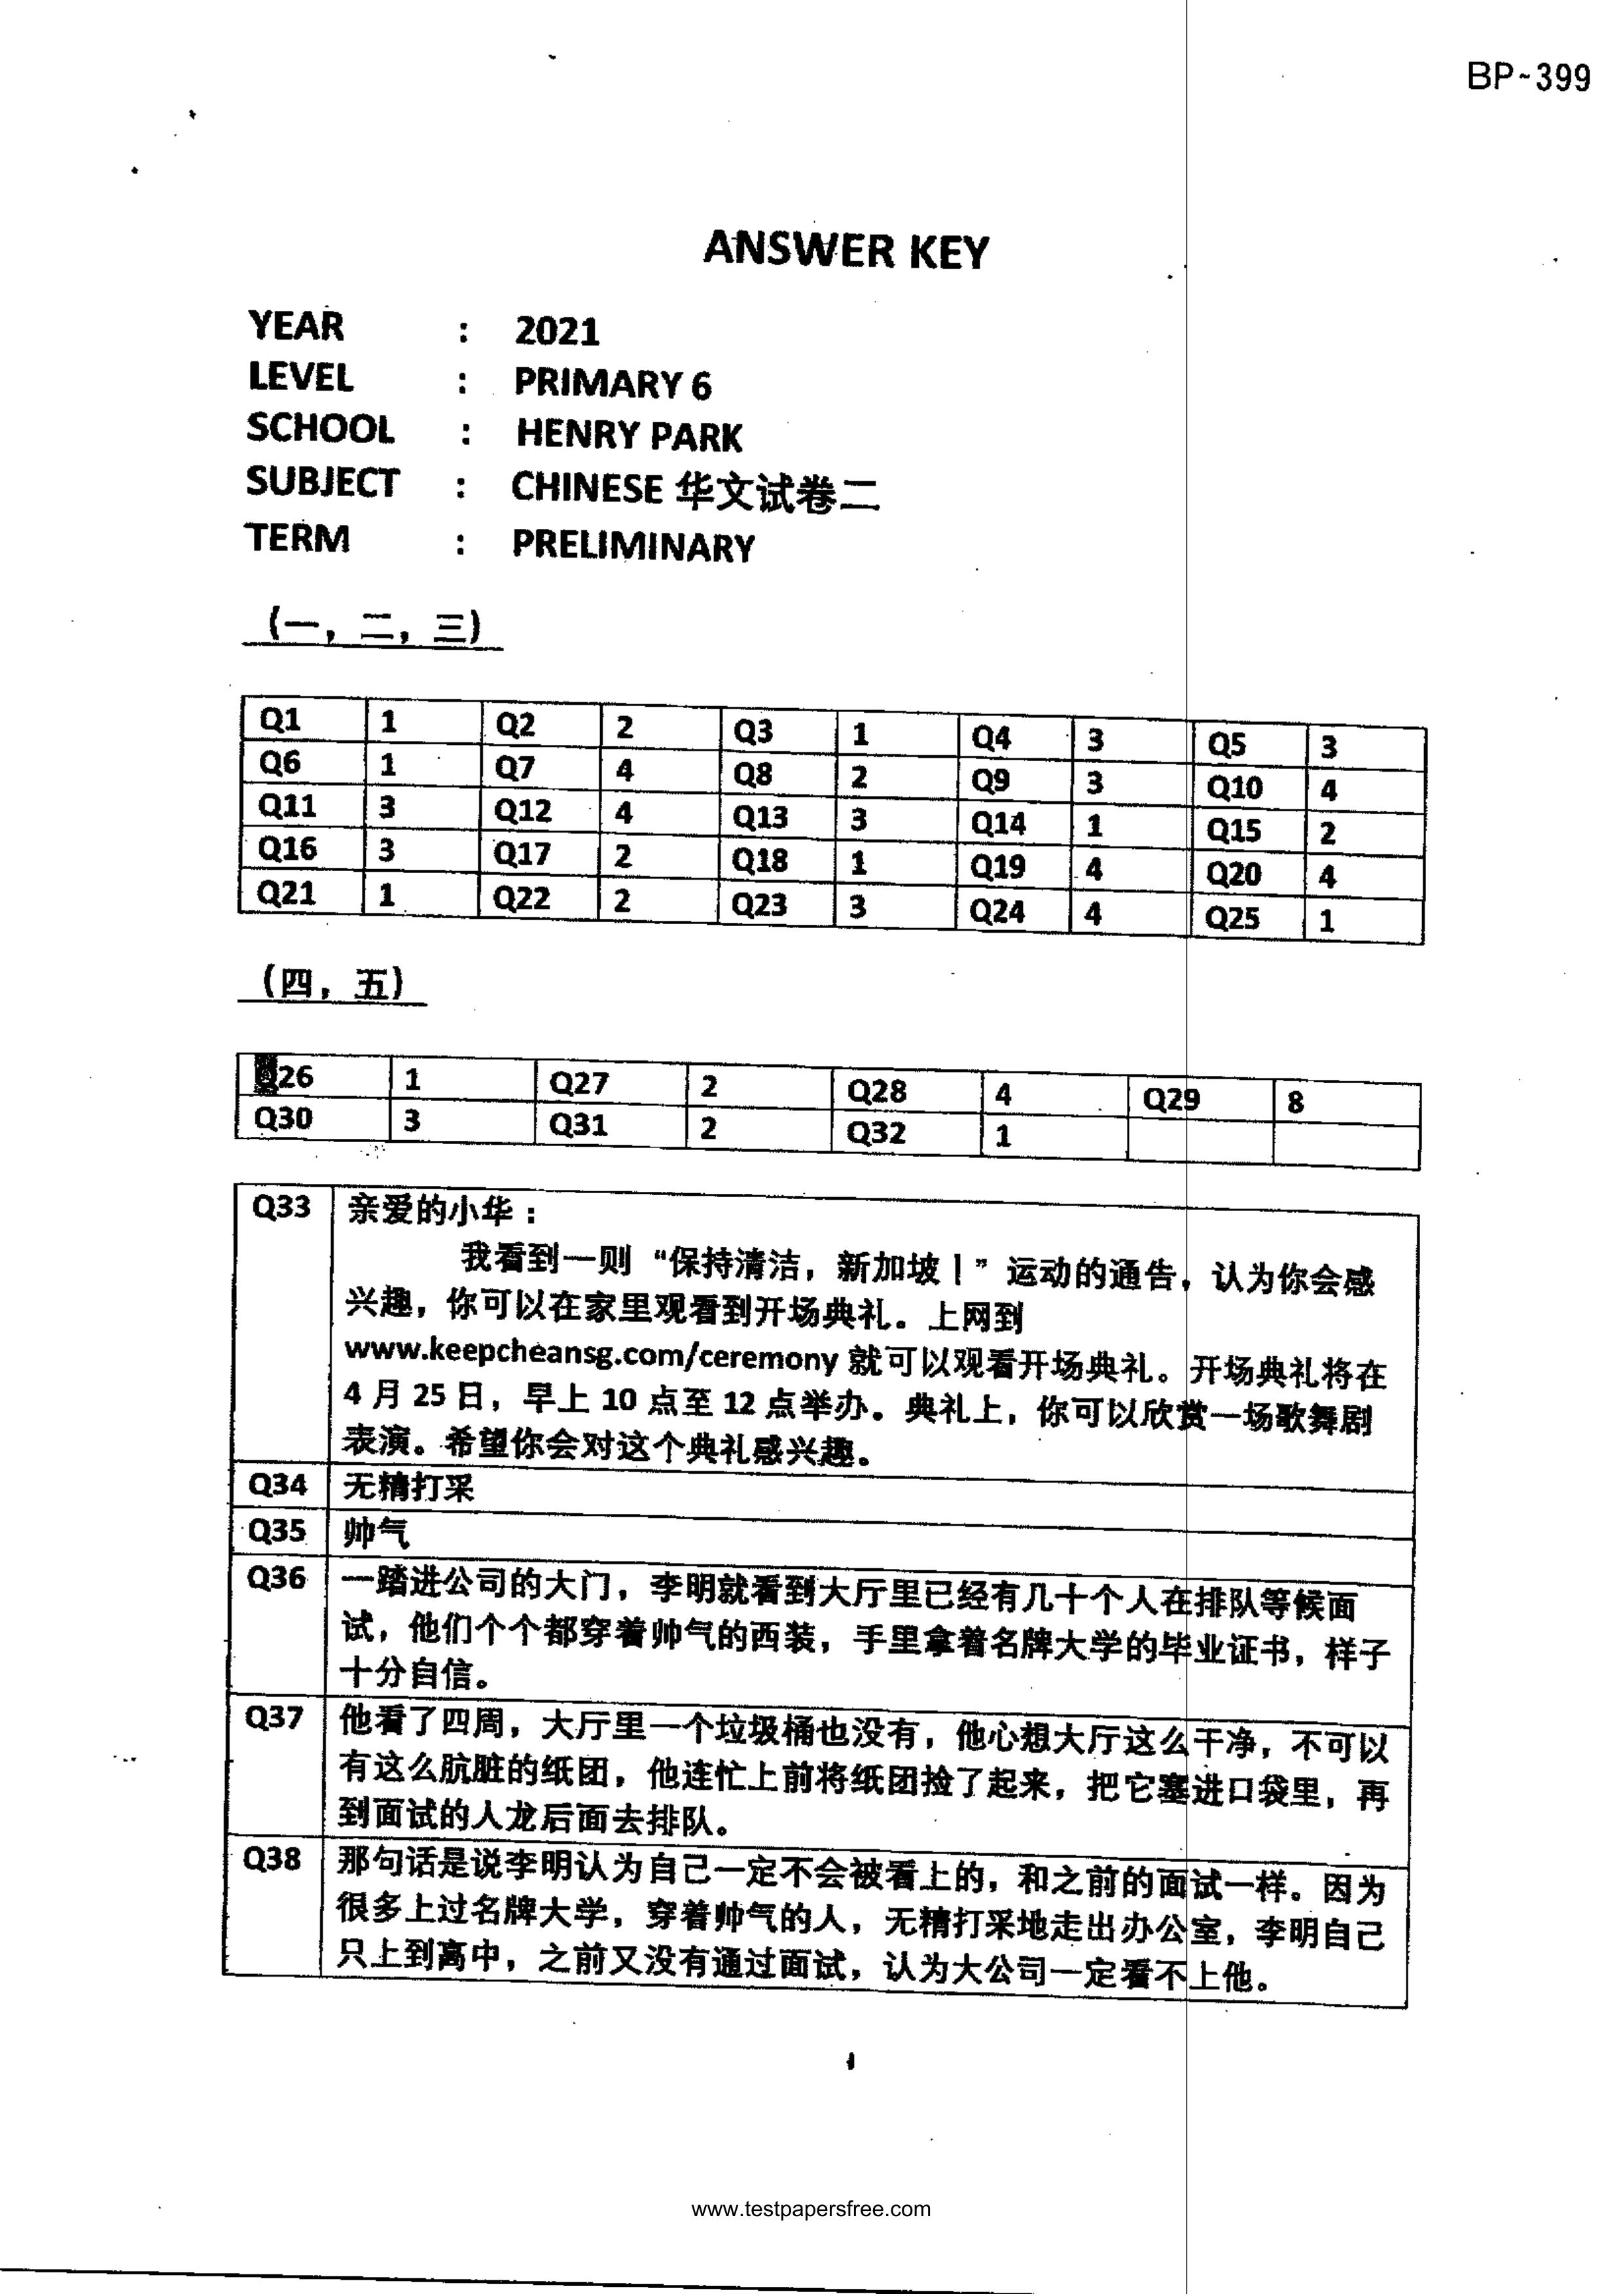 BP-399
ANSWER KEY
YEAR : 2021
LEVEL : PRIMARY 6
SCHOOL : HENRY PARK
SUBJECT : CHINESE 华文试卷二
TERM : PRELIMINARY
(一, 二, 三)
Q1 1 Q2 2 Q3 1 Q4 3 Q5 3
Q6 1 Q7 4 Q8 2 Q9 3 Q10 4
Q11 3 Q12 4 Q13 3 Q14 1 Q15 2
Q16 3 Q17 2 Q18 1 Q19 4 Q20 4
Q21 1 Q22 2 Q23 3 Q24 4 Q25 1
(四, 五)
Q26 1 Q27 2 Q28 4 Q29 8
Q30 3 Q31 2 Q32 1
Q33 亲爱的小华：
我看到一则“保持清洁，新加坡！”运动的通告，认为你会感
兴趣，你可以在家里观看到开场典礼。上网到
www.keepcheansg.com/ceremony 就可以观看开场典礼。开场典礼将在
4 月 25 日，早上 10 点至 12 点举办。典礼上，你可以欣赏一场歌舞剧
表演。希望你会对这个典礼感兴趣。
Q34 无精打采
Q35 帅气
Q36 一踏进公司的大门，李明就看到大厅里已经有几十个人在排队等候面
试，他们个个都穿着帅气的西装，手里拿着名牌大学的毕业证书，样子
十分自信。
Q37 他看了四周，大厅里一个垃圾桶也没有，他心想大厅这么干净，不可以
有这么肮脏的纸团，他连忙上前将纸团捡了起来，把它塞进口袋里，再
到面试的人龙后面去排队。
Q38 那句话是说李明认为自己一定不会被看上的，和之前的面试一样。因为
很多上过名牌大学，穿着帅气的人，无精打采地走出办公室，李明自己
只上到高中，之前又没有通过面试，认为大公司一定看不上他。
1
www.testpapersfree.com